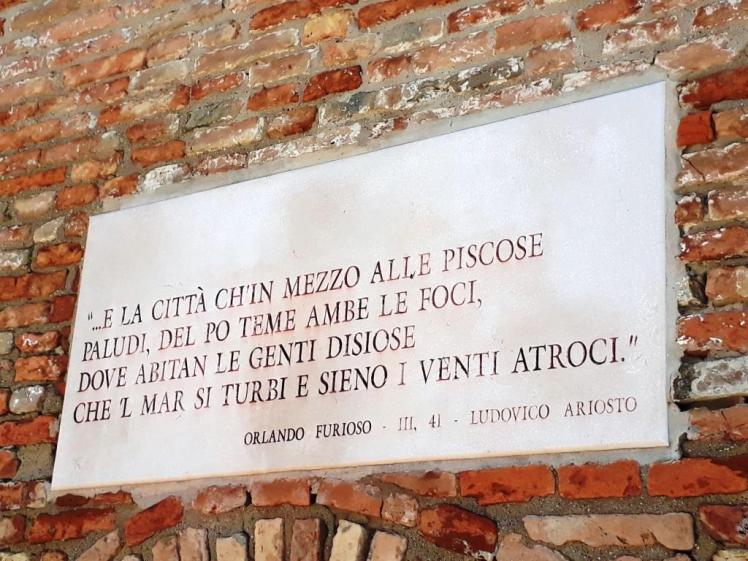 "...E LA CITTÀ CH'IN MEZZO ALLE PISCOSE
PALUDI, DEL PO TEME AMBE LE FOCI,
DOVE ABITAN LE GENTI DISIOSE
CHE 'L MAR SI TURBI E SIENO I VENTI ATROCI."
ORLANDO FURIOSO - III, 41 - LUDOVICO ARIOSTO